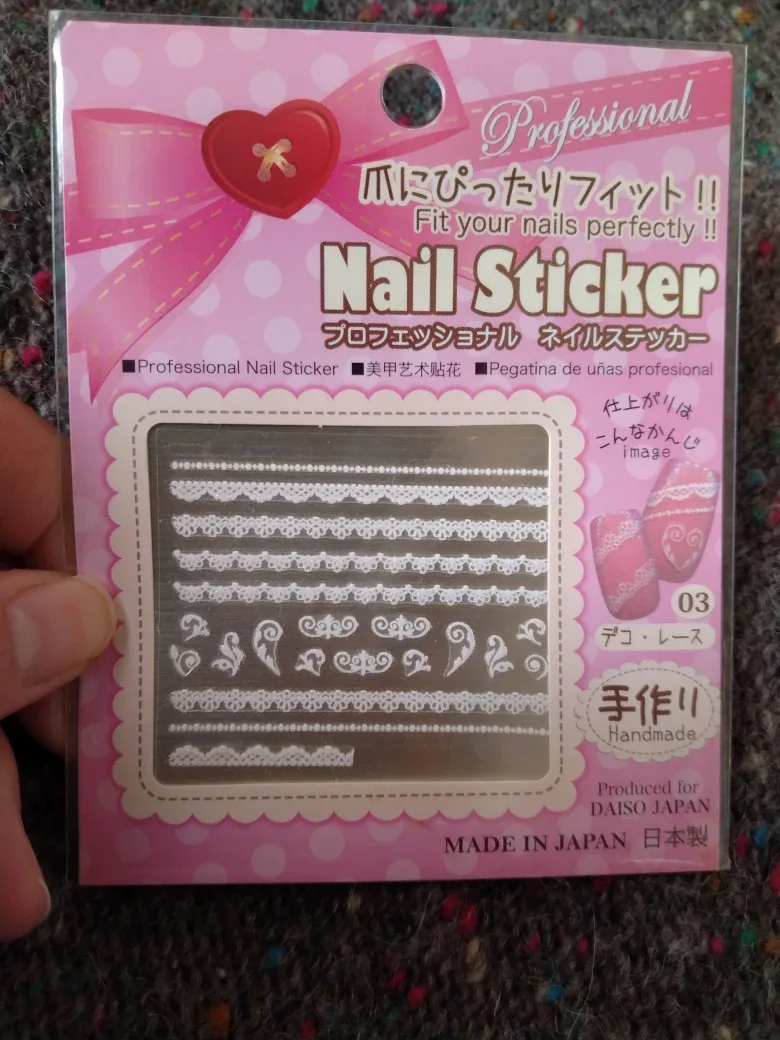 Professional
爪にぴったりフィット!!
Fit your nails perfectly !!
Nail Sticker
プロフェッショナル ネイルステッカー
■Professional Nail Sticker ■美甲艺术贴花 ■Pegatina de uñas profesional
仕上がりは
こんなかんじ
image
03
デコ・レース
手作り
Handmade
Produced for
DAISO JAPAN
MADE IN JAPAN 日本製